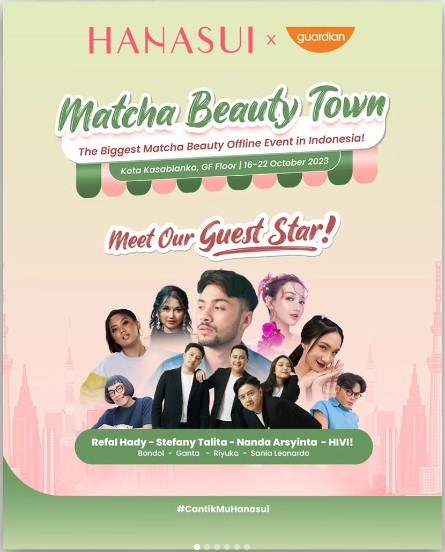 HANASUI x guardian
Matcha Beauty Town
The Biggest Matcha Beauty Offline Event in Indonesia!
Kota Kasablanka, GF Floor | 16-22 October 2023
Meet Our Guest Star!
Refal Hady - Stefany Talita - Nanda Arsyinta - HIVI!
Bondol - Ganta - Riyuka - Sania Leonardo
#CantikMuHanasui